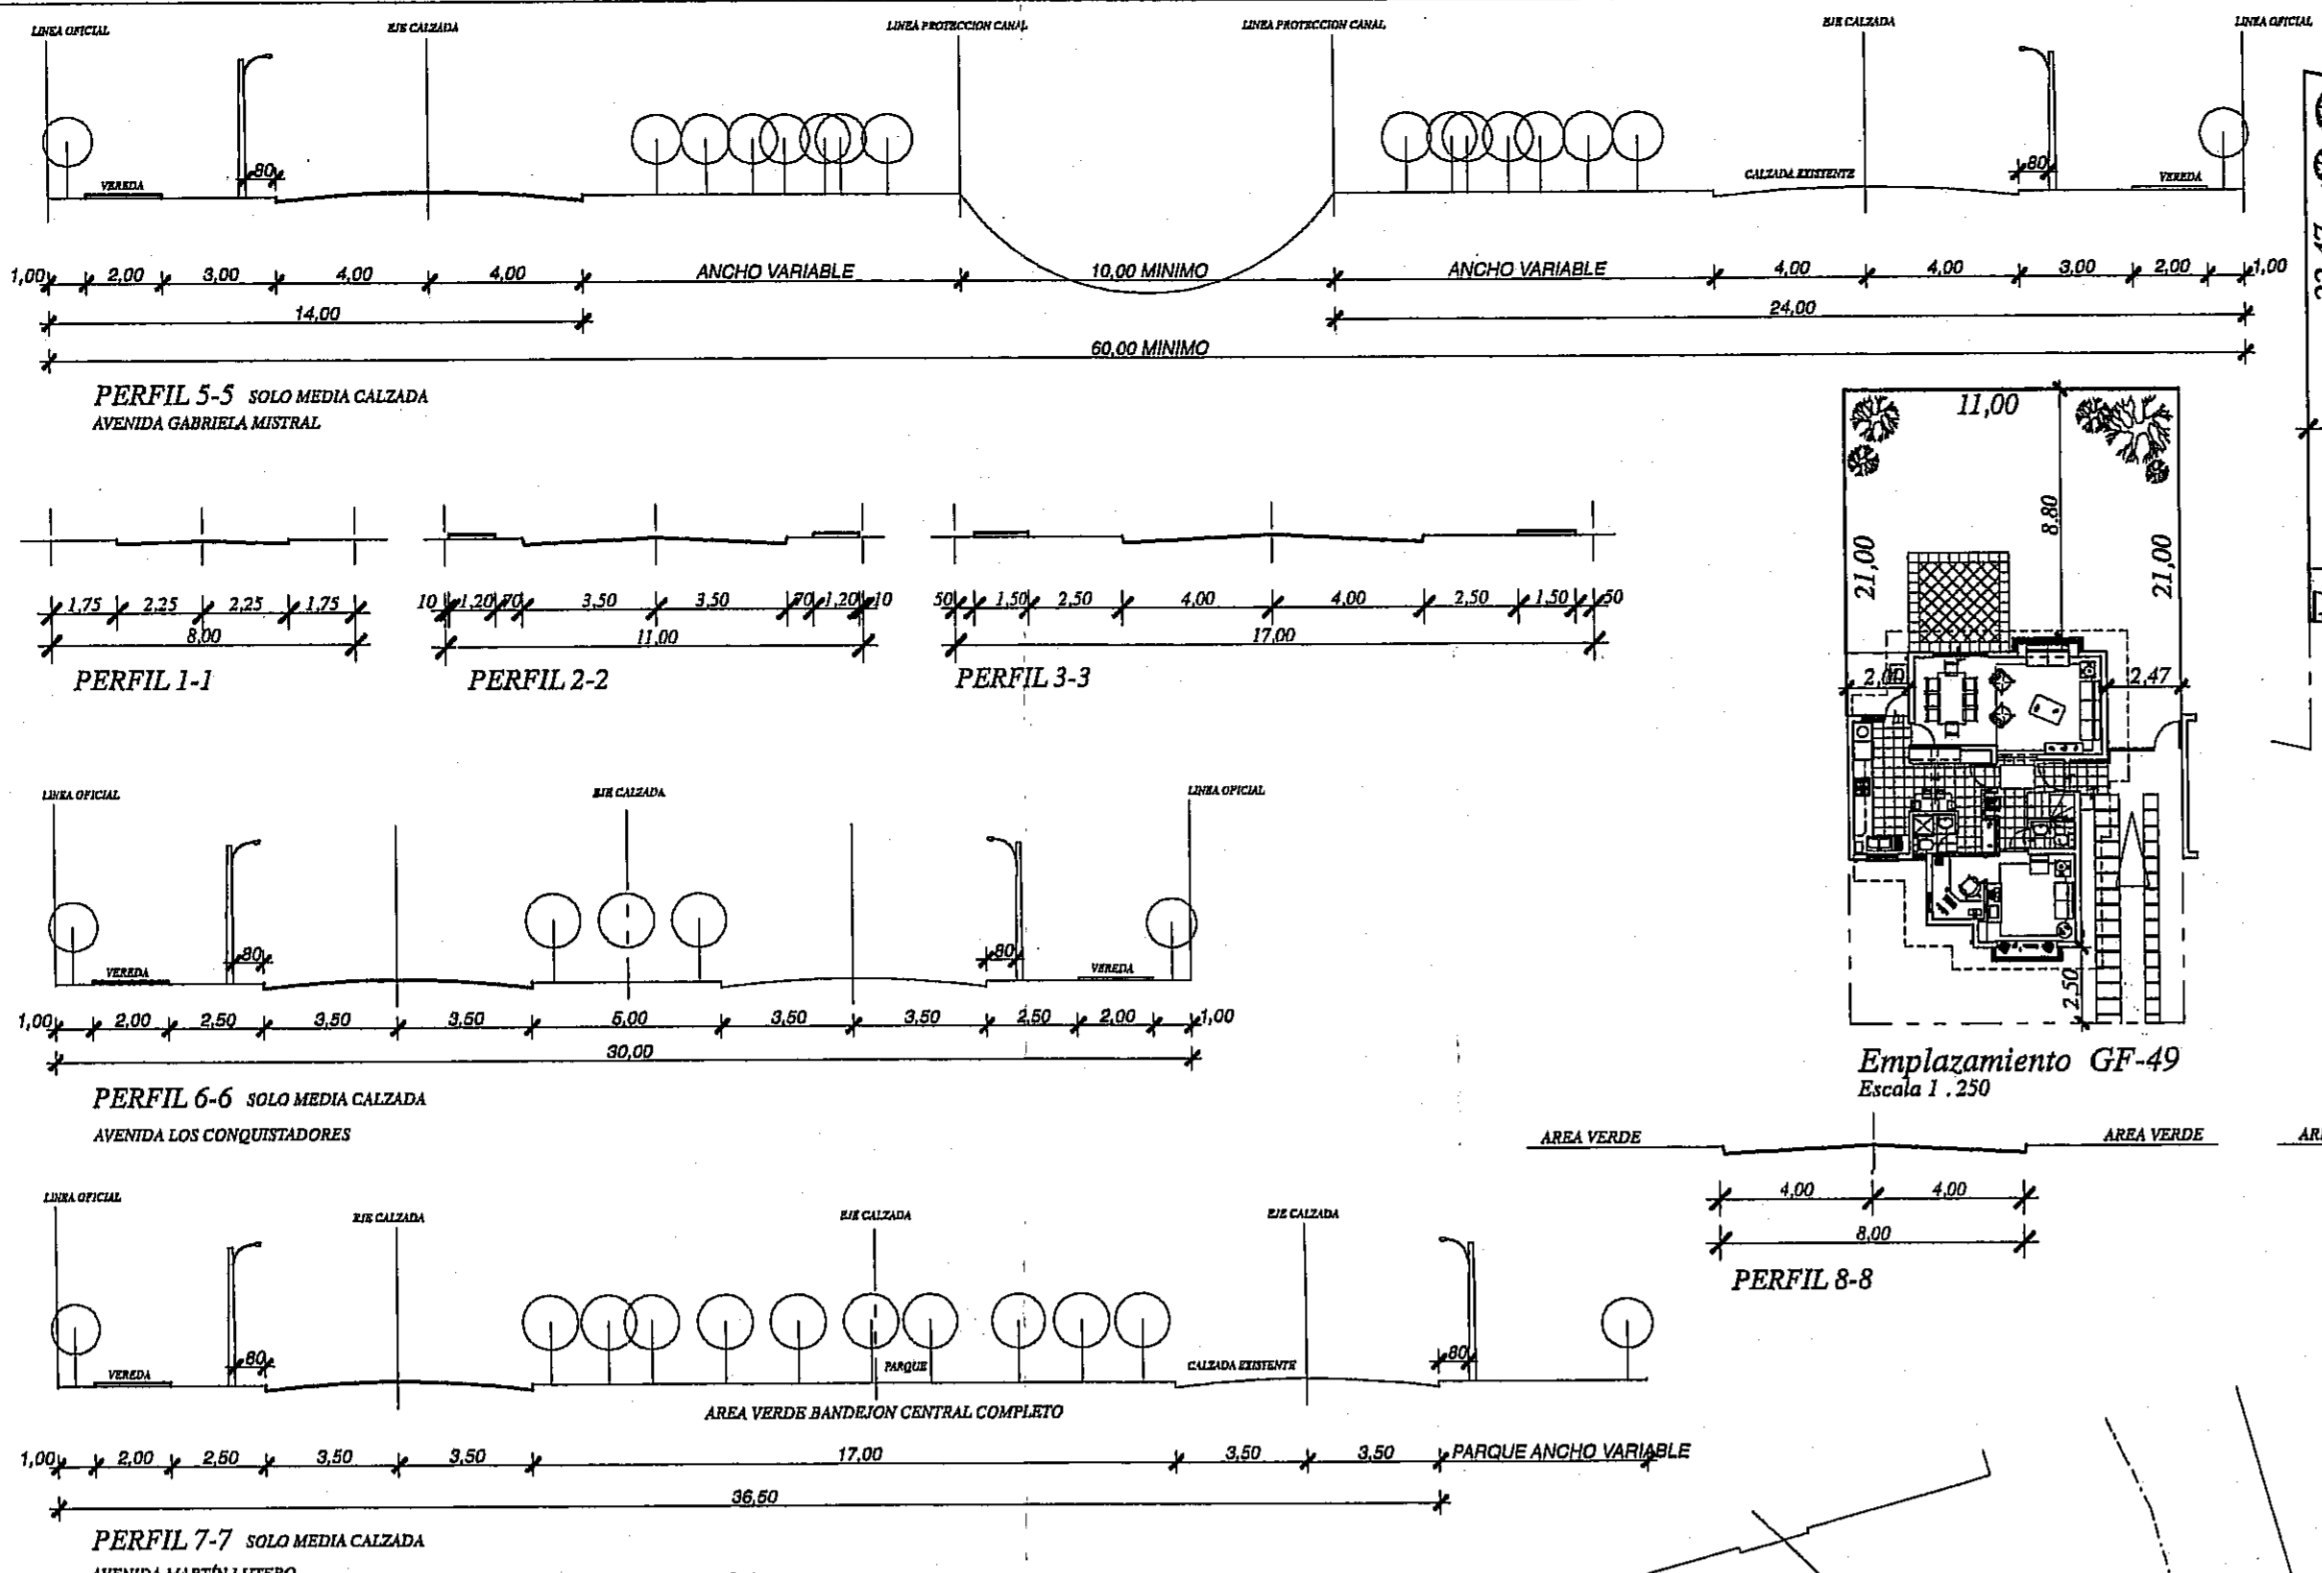 LINEA OFICIAL
EJE CALZADA
LINEA PROTECCION CANAL
LINEA PROTECCION CANAL
EJE CALZADA
LINEA OFICIAL
80
VEREDA
CALZADA EXISTENTE
80
VEREDA
1,00 2,00 3,00 4,00 4,00 ANCHO VARIABLE 10,00 MINIMO ANCHO VARIABLE 4,00 4,00 3,00 2,00 1,00
14,00
24,00
60,00 MINIMO
PERFIL 5-5 SOLO MEDIA CALZADA
AVENIDA GABRIELA MISTRAL
1,75 2,25 2,25 1,75
8,00
PERFIL 1-1
10 1,20 70 3,50 3,50 70 1,20 10
11,00
PERFIL 2-2
50 1,50 2,50 4,00 4,00 2,50 1,50 50
17,00
PERFIL 3-3
11,00
8,80
21,00
21,00
2,00
2,47
2,50
Emplazamiento GF-49
Escala 1 . 250
LINEA OFICIAL
EJE CALZADA
LINEA OFICIAL
80
VEREDA
80
VEREDA
1,00 2,00 2,50 3,50 3,50 5,00 3,50 3,50 2,50 2,00 1,00
30,00
PERFIL 6-6 SOLO MEDIA CALZADA
AVENIDA LOS CONQUISTADORES
AREA VERDE
AREA VERDE
4,00 4,00
8,00
PERFIL 8-8
LINEA OFICIAL
EJE CALZADA
EJE CALZADA
EJE CALZADA
80
VEREDA
PARQUE
CALZADA EXISTENTE
80
AREA VERDE BANDEJON CENTRAL COMPLETO
1,00 2,00 2,50 3,50 3,50 17,00 3,50 3,50 PARQUE ANCHO VARIABLE
36,50
PERFIL 7-7 SOLO MEDIA CALZADA
AVENIDA MARTÍN LUTERO